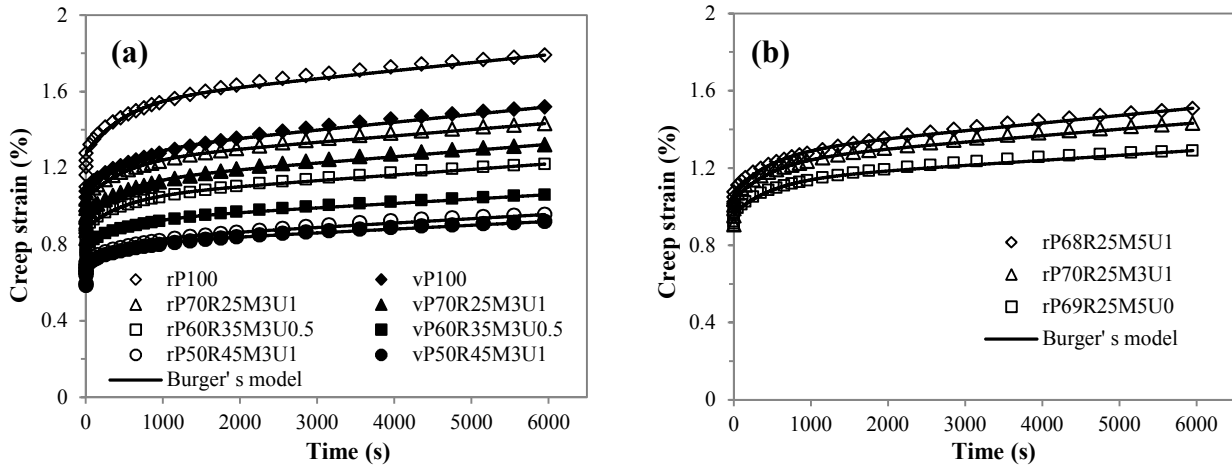 (a)
2
1.6
1.2
0.8
0.4
0
Creep strain (%)
rP100
vP100
rP70R25M3U1
vP70R25M3U1
rP60R35M3U0.5
vP60R35M3U0.5
rP50R45M3U1
vP50R45M3U1
Burger' s model
0 1000 2000 3000 4000 5000 6000
Time (s)
(b)
2
1.6
1.2
0.8
0.4
0
Creep strain (%)
rP68R25M5U1
rP70R25M3U1
rP69R25M5U0
Burger' s model
0 1000 2000 3000 4000 5000 6000
Time (s)